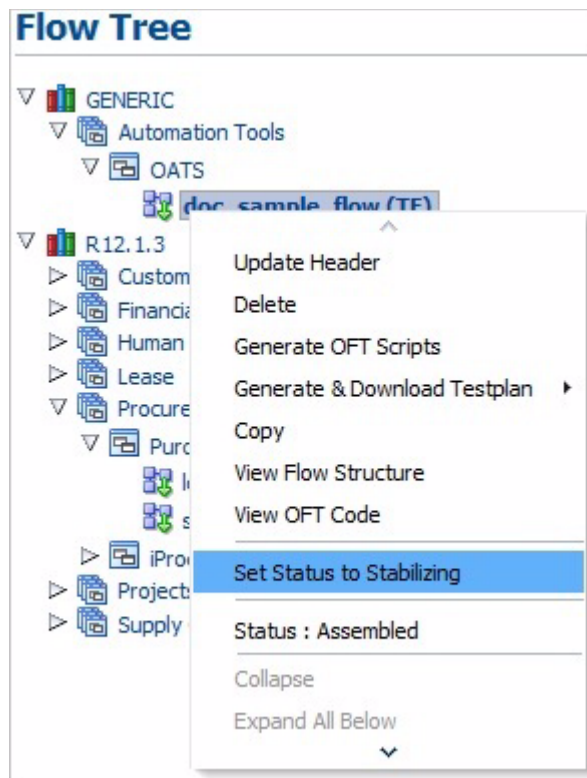 Flow Tree
GENERIC
Automation Tools
OATS
doc_sample_flow (TF)
R12.1.3
Custom
Financia
Human
Lease
Procure
Purc
iProc
Projects
Supply
Update Header
Delete
Generate OFT Scripts
Generate & Download Testplan
Copy
View Flow Structure
View OFT Code
Set Status to Stabilizing
Status : Assembled
Collapse
Expand All Below